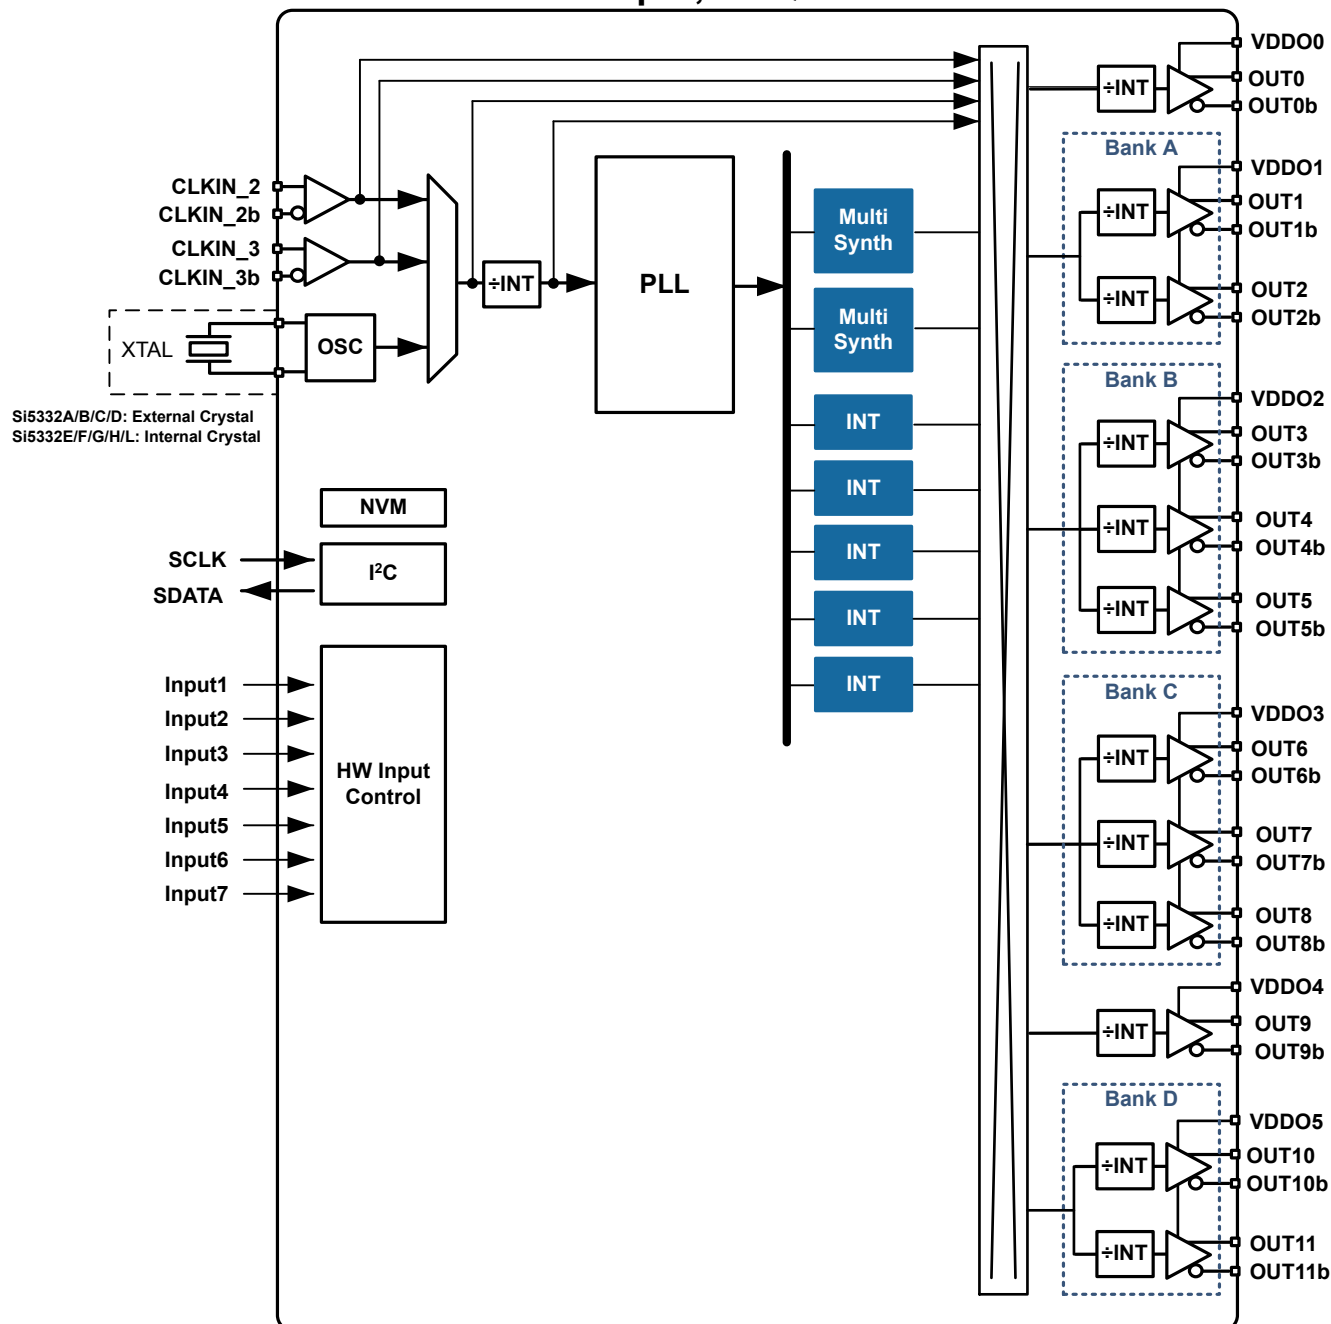 VDDO0
OUT0
÷INT
OUT0b
Bank A
VDDO1
CLKIN_2
OUT1
÷INT
CLKIN_2b
OUT1b
Multi
Synth
CLKIN_3
CLKIN_3b
÷INT
PLL
OUT2
÷INT
OUT2b
Multi
Synth
XTAL
OSC
Bank B
VDDO2
Si5332A/B/C/D: External Crystal
Si5332E/F/G/H/L: Internal Crystal
INT
OUT3
÷INT
OUT3b
INT
NVM
OUT4
÷INT
OUT4b
SCLK
I²C
INT
SDATA
OUT5
÷INT
OUT5b
INT
Input1
INT
Bank C
Input2
VDDO3
Input3
OUT6
÷INT
OUT6b
HW Input
Control
Input4
Input5
OUT7
÷INT
OUT7b
Input6
Input7
OUT8
÷INT
OUT8b
VDDO4
OUT9
÷INT
OUT9b
Bank D
VDDO5
OUT10
÷INT
OUT10b
OUT11
÷INT
OUT11b